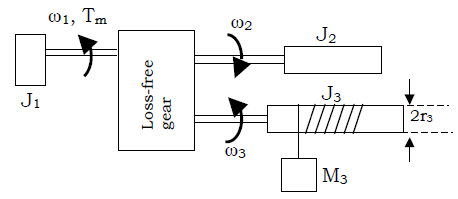 ω1, Tm
ω2
J2
J1
Loss-free
gear
J3
2r3
ω3
M3